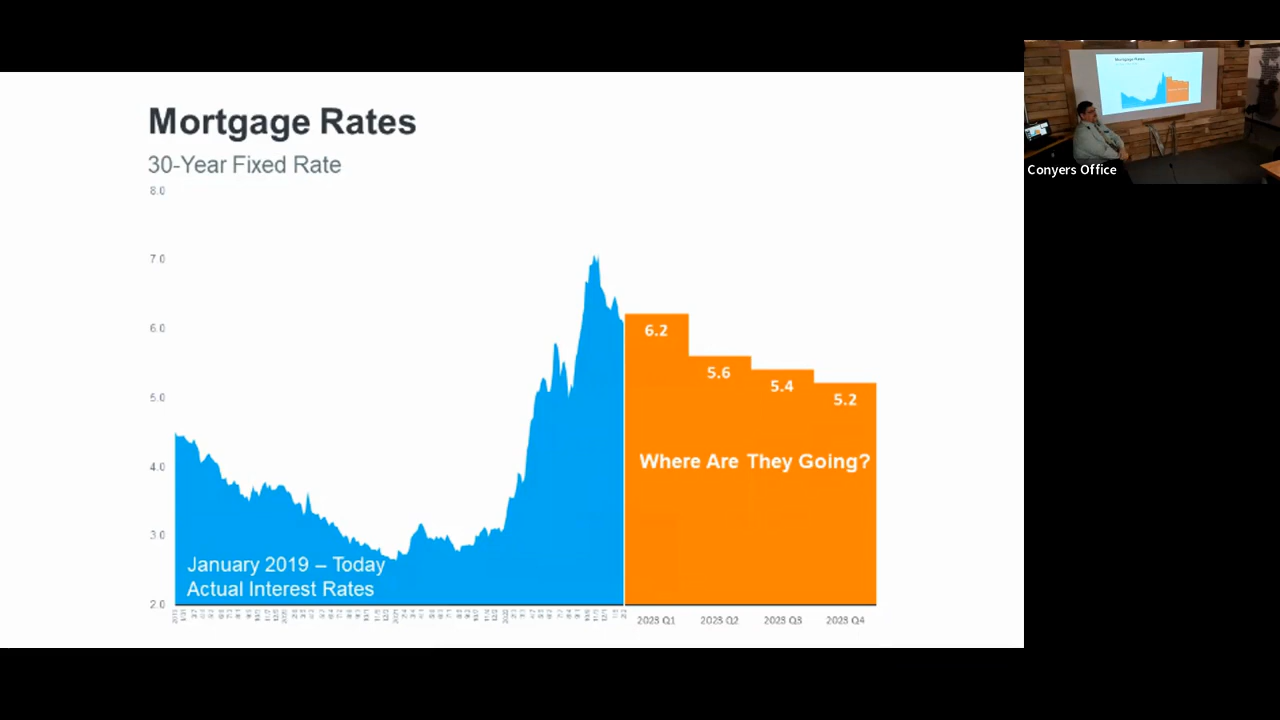 Mortgage Rates
30-Year Fixed Rate
8.0
7.0
6.0
5.0
4.0
3.0
2.0
6.2
5.6
5.4
5.2
Where Are They Going?
January 2019 – Today
Actual Interest Rates
2023 Q1
2023 Q2
2023 Q3
2023 Q4
Conyers Office
Mortgage Rates